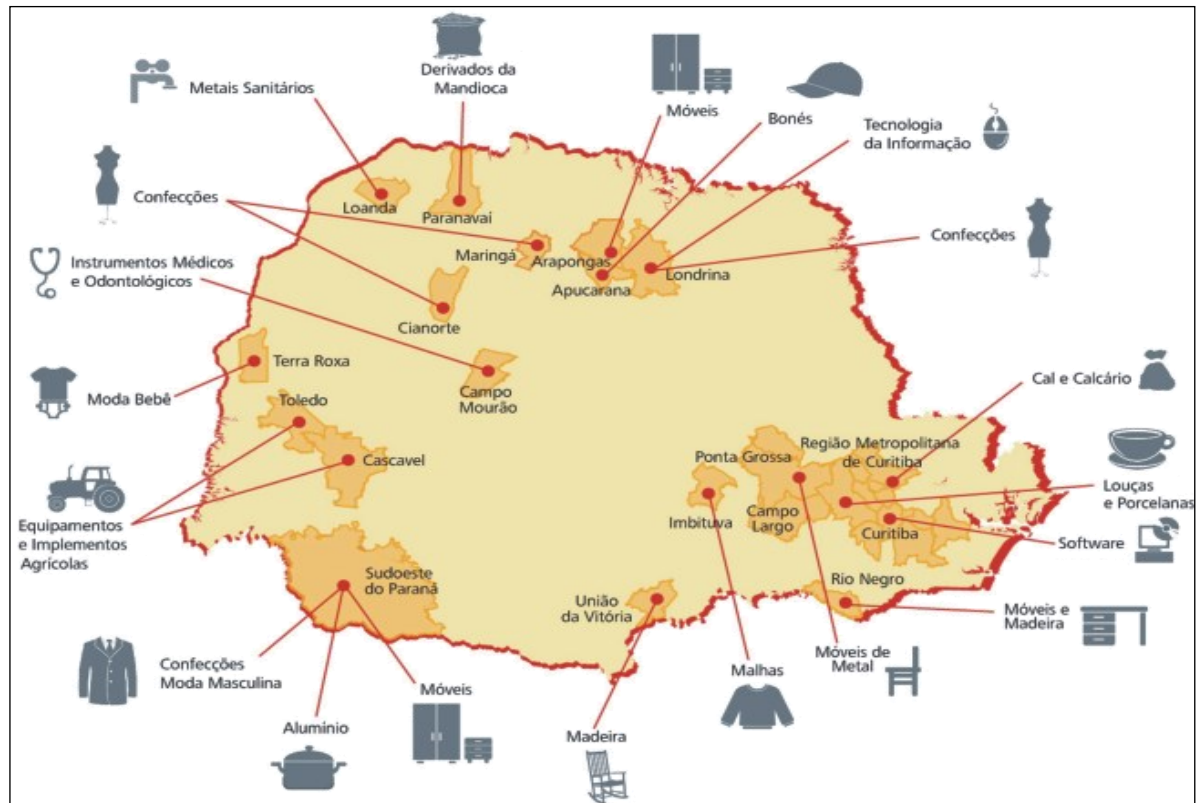 Derivados da
Mandioca
Metais Sanitários
Móveis
Bonés
Tecnologia
da Informação
Confecções
Loanda
Paranavaí
Confecções
Maringá
Arapongas
Apucarana
Londrina
Instrumentos Médicos
e Odontológicos
Cianorte
Terra Roxa
Campo
Mourão
Moda Bebê
Toledo
Cascavel
Cal e Calcário
Região Metropolitana
de Curitiba
Ponta Grossa
Louças
e Porcelanas
Imbituva
Campo
Largo
Curitiba
Software
Equipamentos
e Implementos
Agrícolas
Sudoeste
do Paraná
Rio Negro
União
da Vitória
Móveis e
Madeira
Confecções
Moda Masculina
Móveis
Alumínio
Madeira
Malhas
Móveis de
Metal